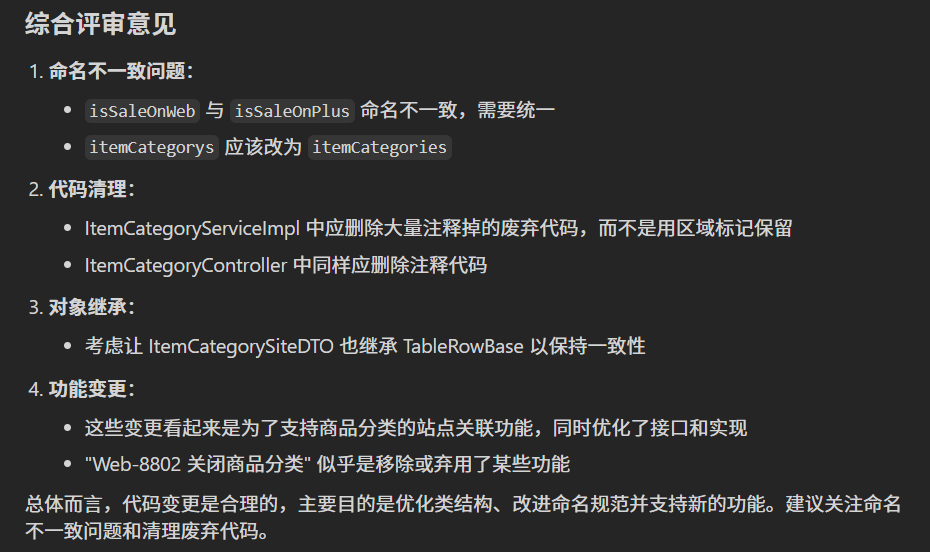 综合评审意见
1. 命名不一致问题：
• isSaleOnWeb 与 isSaleOnPlus 命名不一致，需要统一
• itemCategorys 应该改为 itemCategories
2. 代码清理：
• ItemCategoryServiceImpl 中应删除大量注释掉的废弃代码，而不是用区域标记保留
• ItemCategoryController 中同样应删除注释代码
3. 对象继承：
• 考虑让 ItemCategorySiteDTO 也继承 TableRowBase 以保持一致性
4. 功能变更：
• 这些变更看起来是为了支持商品分类的站点关联功能，同时优化了接口和实现
• "Web-8802 关闭商品分类" 似乎是移除或弃用了某些功能
总体而言，代码变更是合理的，主要目的是优化类结构、改进命名规范并支持新的功能。建议关注命名
不一致问题和清理废弃代码。